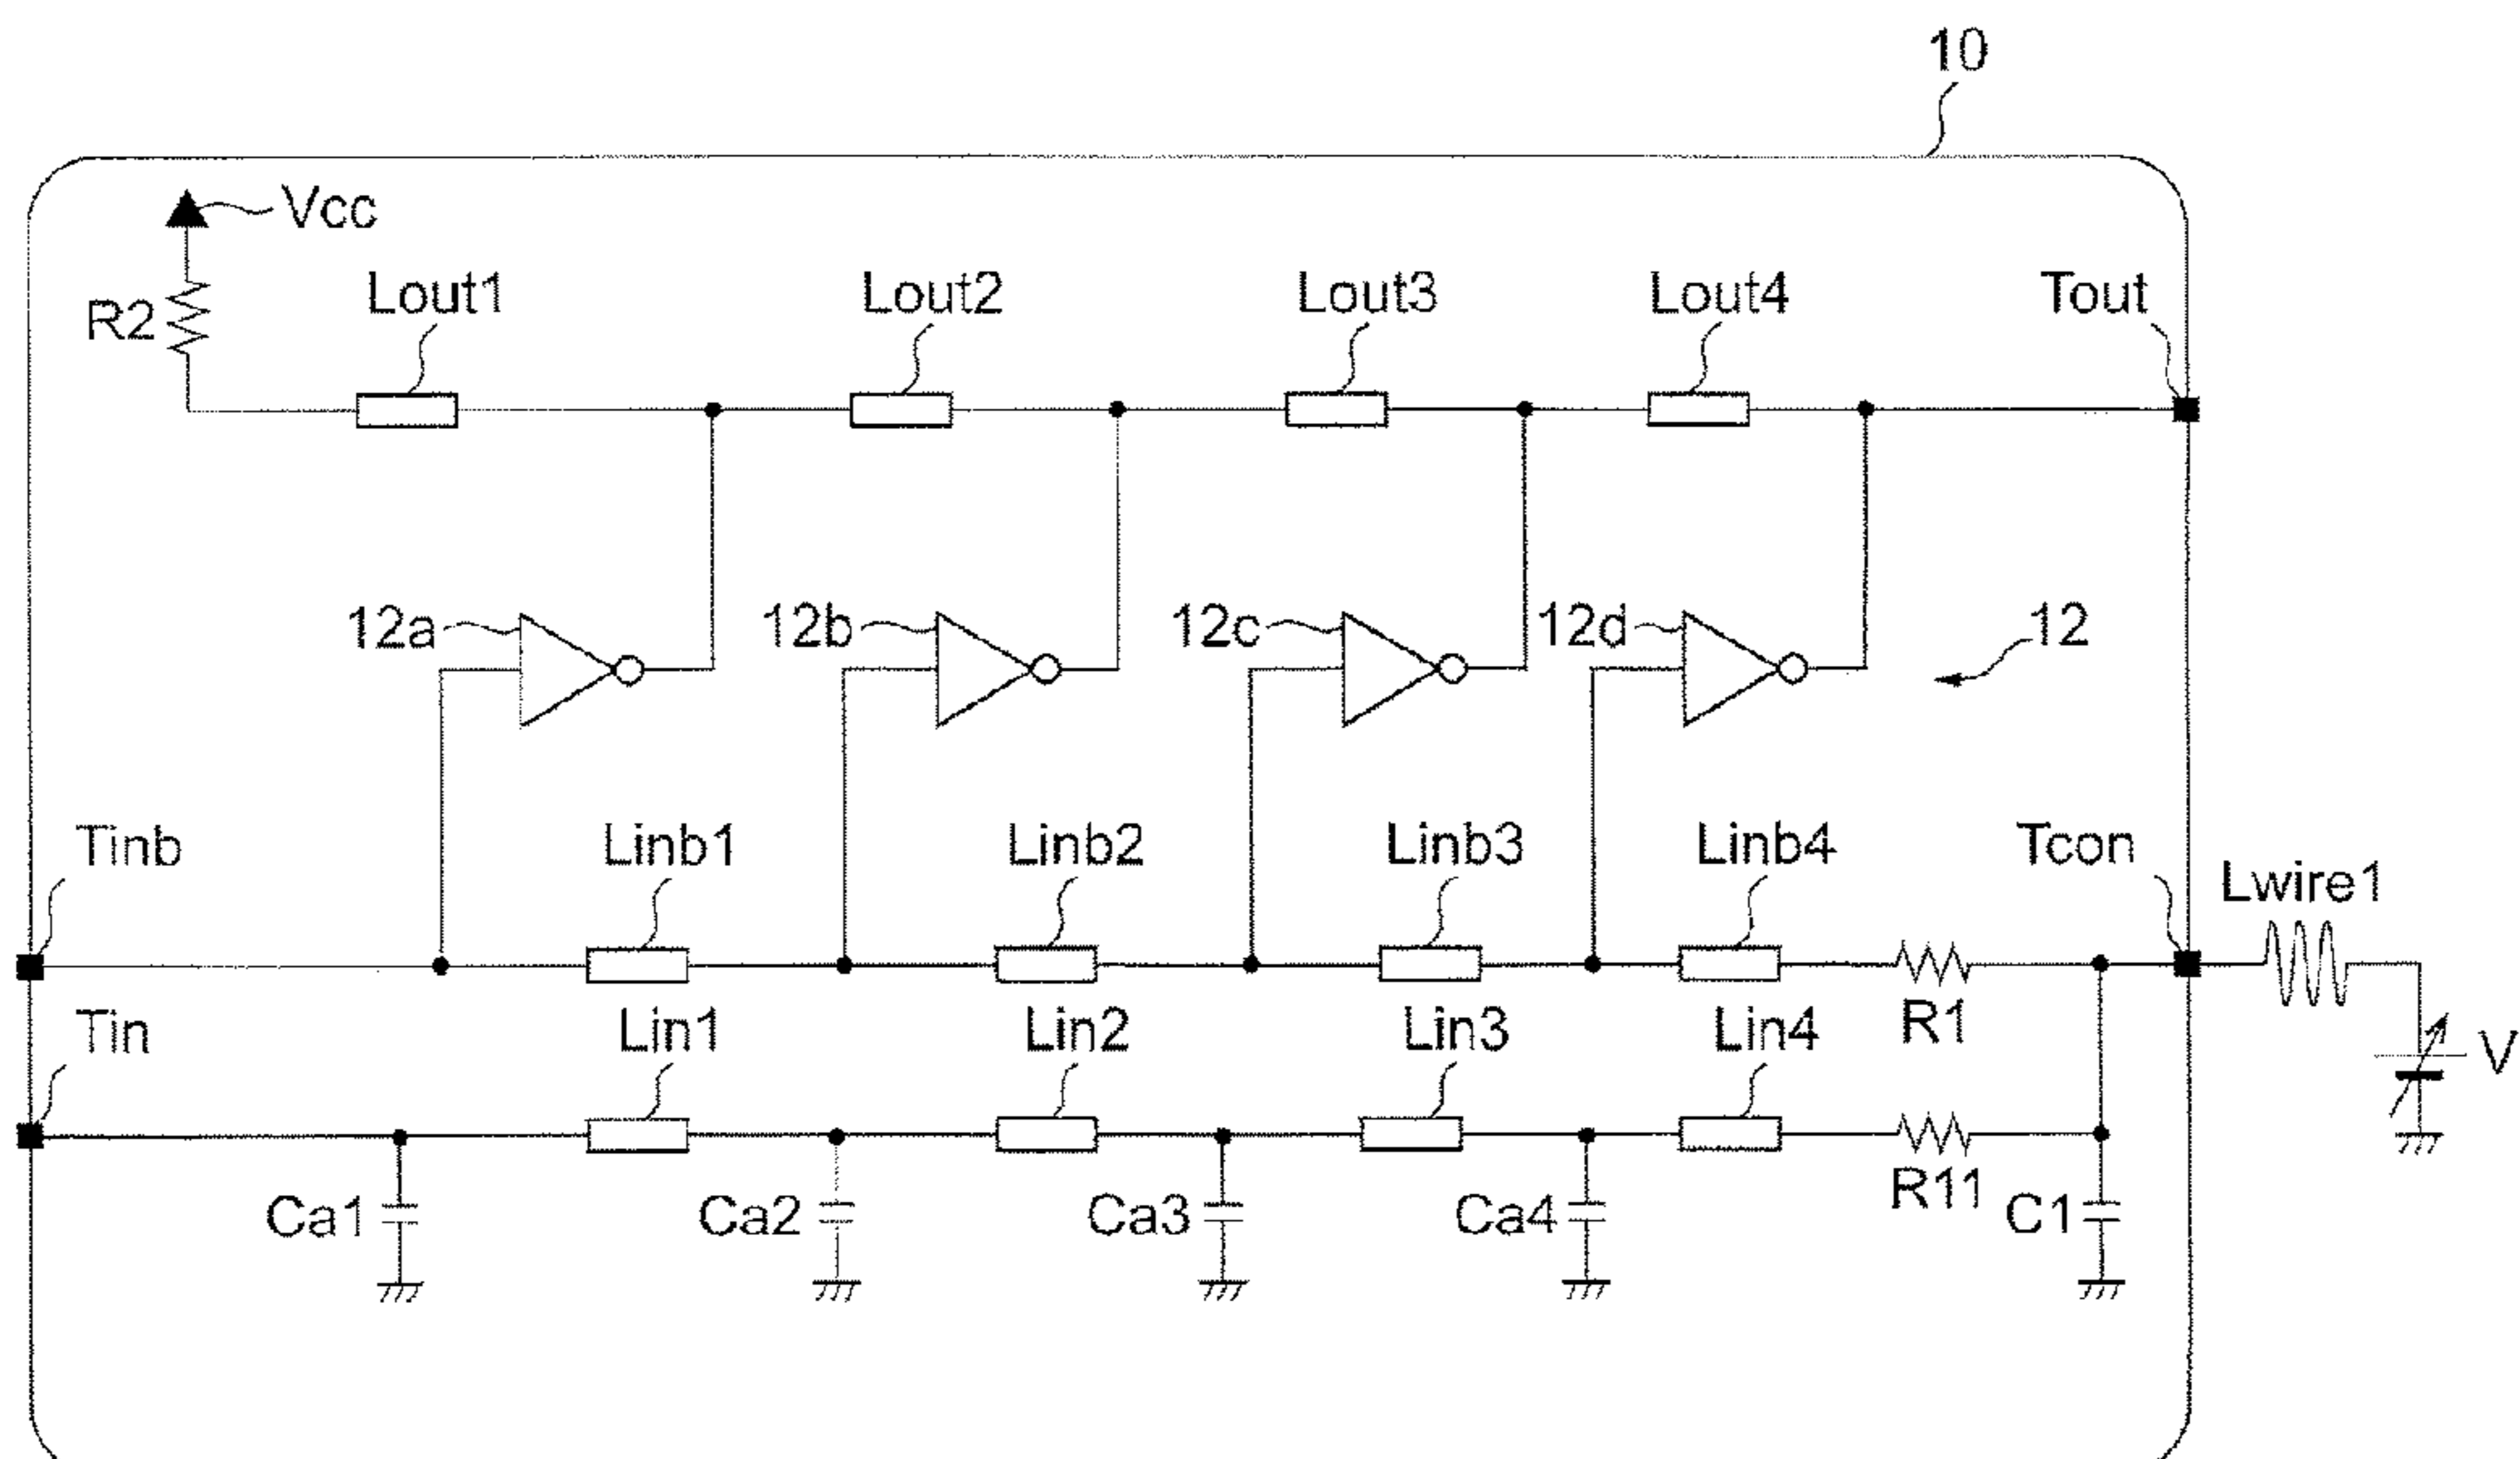 10
Vcc
R2
Lout1
Lout2
Lout3
Lout4
Tout
12a
12b
12c
12d
12
Tinb
Linb1
Linb2
Linb3
Linb4
Tcon
Lwire1
Tin
Lin1
Lin2
Lin3
Lin4
R1
V
Ca1
Ca2
Ca3
Ca4
R11
C1